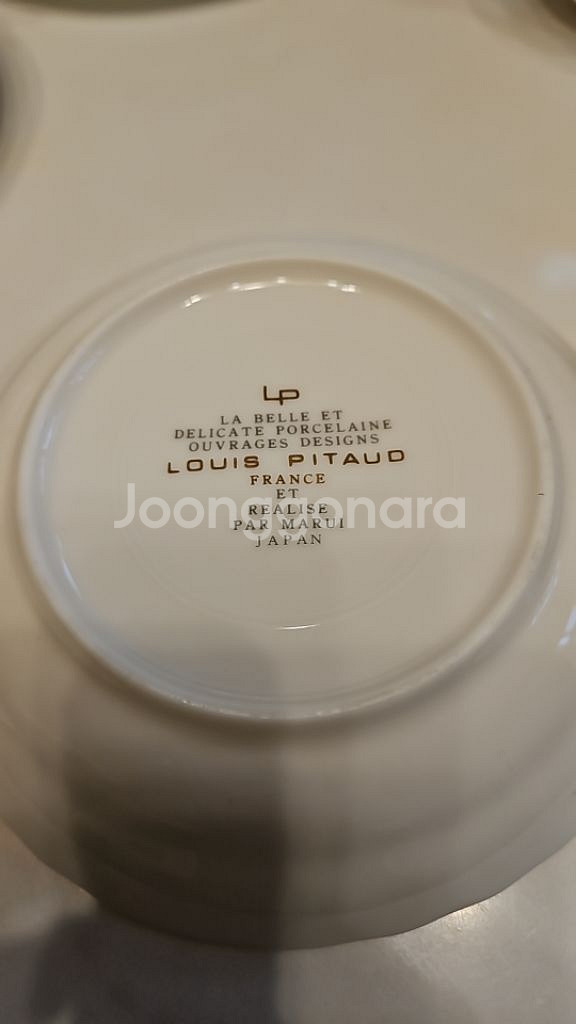 LP
LA BELLE ET
DELICATE PORCELAINE
OUVRAGES DESIGNS
LOUIS PITAUD
FRANCE
ET
REALISE
Joonggonara
PAR MARUI
JAPAN